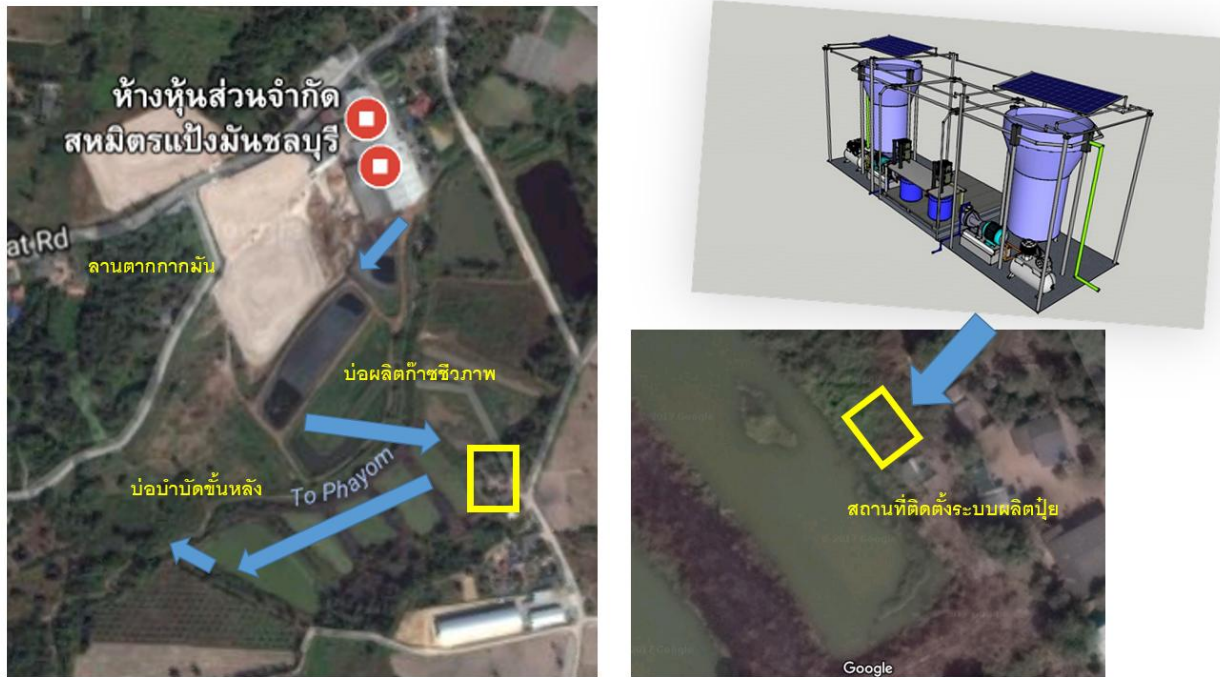 ห้างหุ้นส่วนจำกัด
สหมิตรแป้งมันชลบุรี
at Rd
ลานตากกากมัน
บ่อผลิตก๊าซชีวภาพ
บ่อบำบัดขั้นหลัง
To Phayom
สถานที่ติดตั้งระบบผลิตปุ๋ย
Google